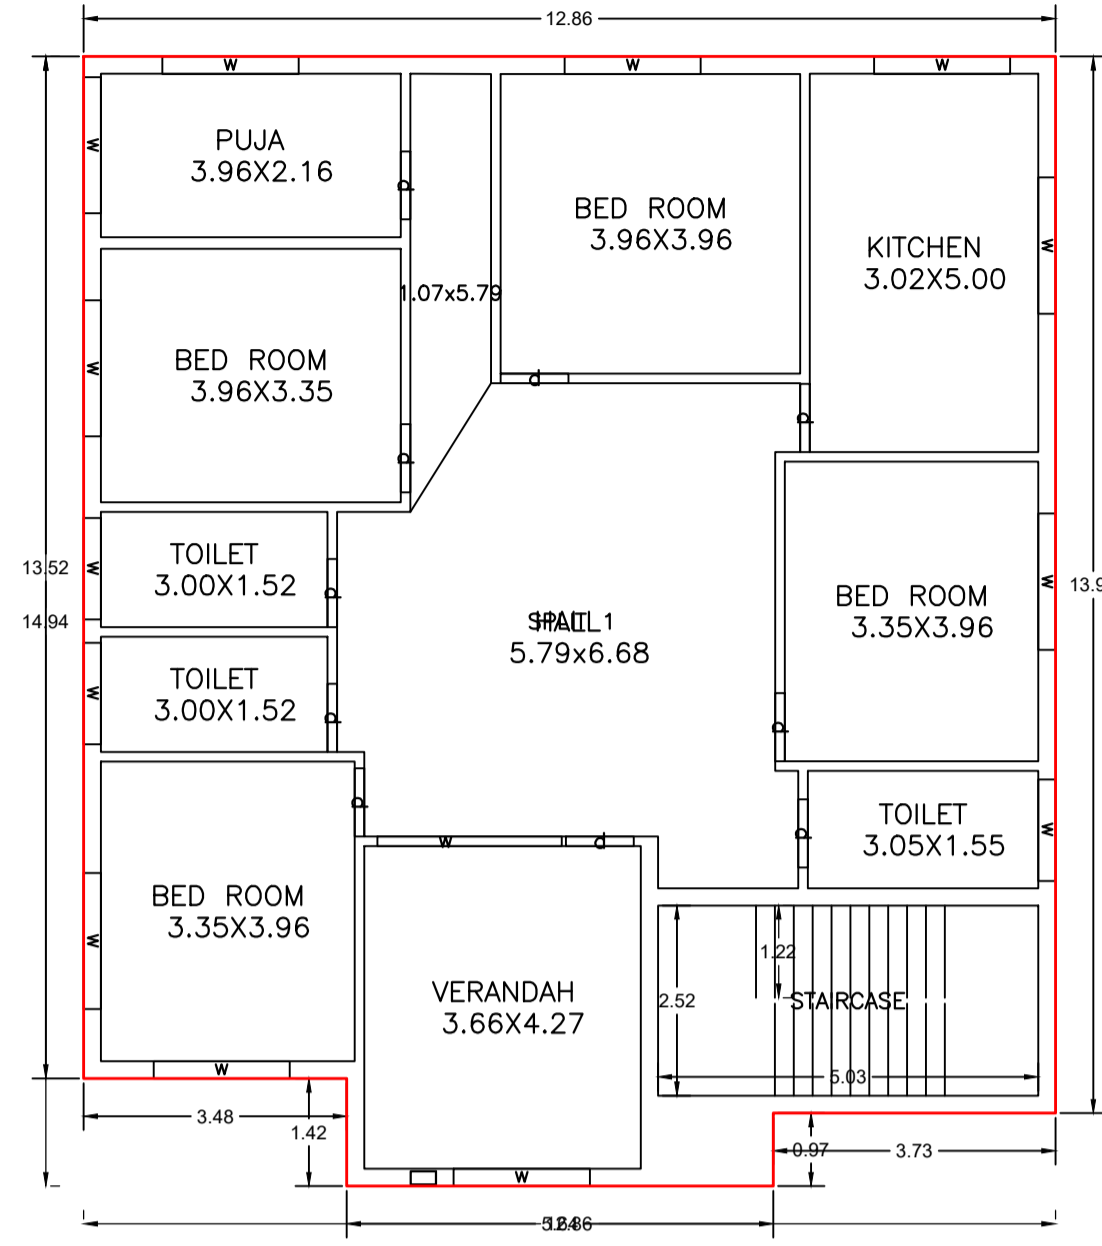 12.86
W
W
W
PUJA
3.96X2.16
W
d
BED ROOM
3.96X3.96
KITCHEN
3.02X5.00
W
1.07x5.79
BED ROOM
3.96X3.35
W
d
d
d
TOILET
3.00X1.52
W
d
13.52
14.94
13.9
HALL
5.79x6.68
BED ROOM
3.35X3.96
W
TOILET
3.00X1.52
W
d
d
d
TOILET
3.05X1.55
W
d
W
d
BED ROOM
3.35X3.96
W
VERANDAH
3.66X4.27
1.22
2.52
STAIRCASE
5.03
W
3.48
1.42
0.97
3.73
W